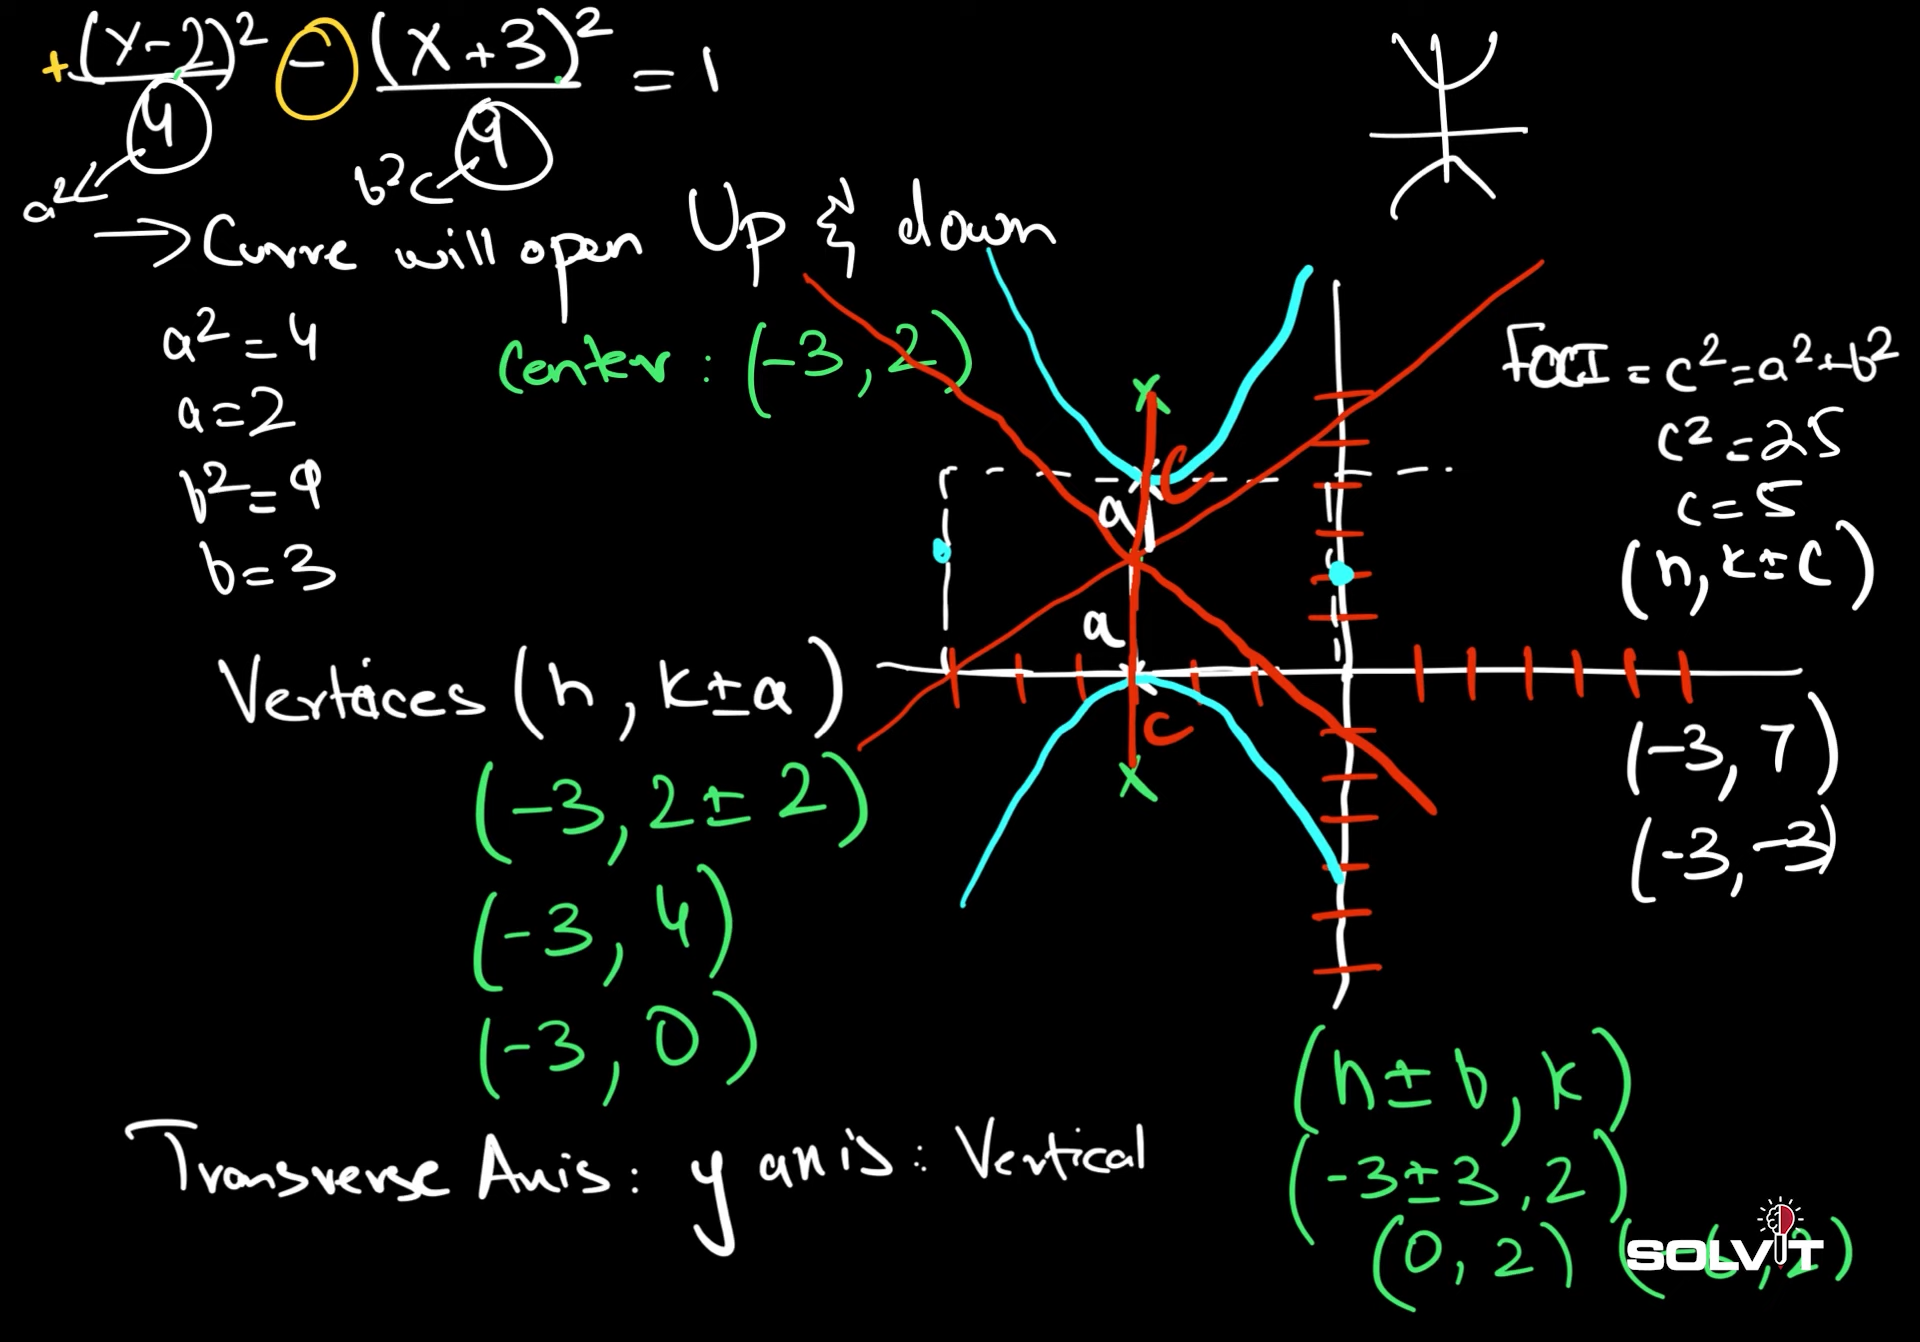 + (y-2)² / 4 - (x+3)² / 9 = 1
a²
b²
→ Curve will open Up & down
a² = 4
a = 2
b² = 9
b = 3
Center : (-3, 2)
Foci = c² = a² + b²
c² = 25
c = 5
(h, k ± c)
(-3, 7)
(-3, -3)
c
a
a
c
Vertices (h, k ± a)
(-3, 2 ± 2)
(-3, 4)
(-3, 0)
Transverse Axis : y axis : Vertical
(h ± b, k)
(-3 ± 3, 2)
(0, 2) (-6, 2)
SOLVIT